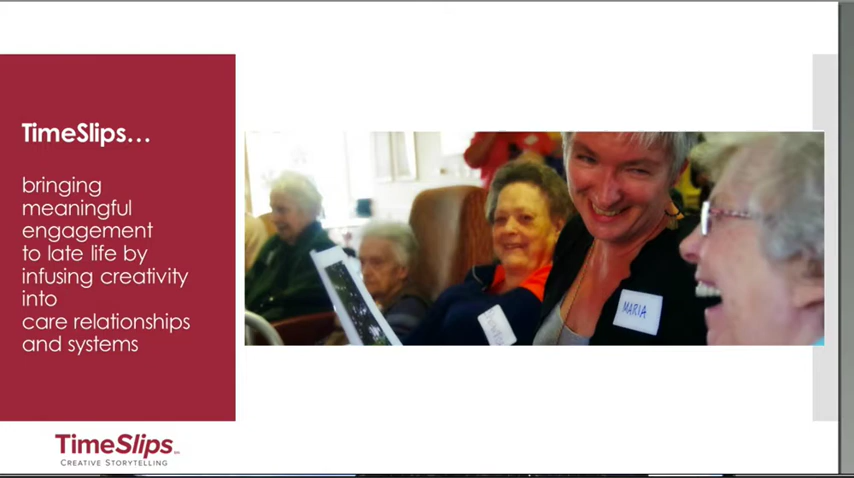 TimeSlips…
bringing
meaningful
engagement
to late life by
infusing creativity
into
care relationships
and systems
MARIA
TimeSlips
CREATIVE STORYTELLING